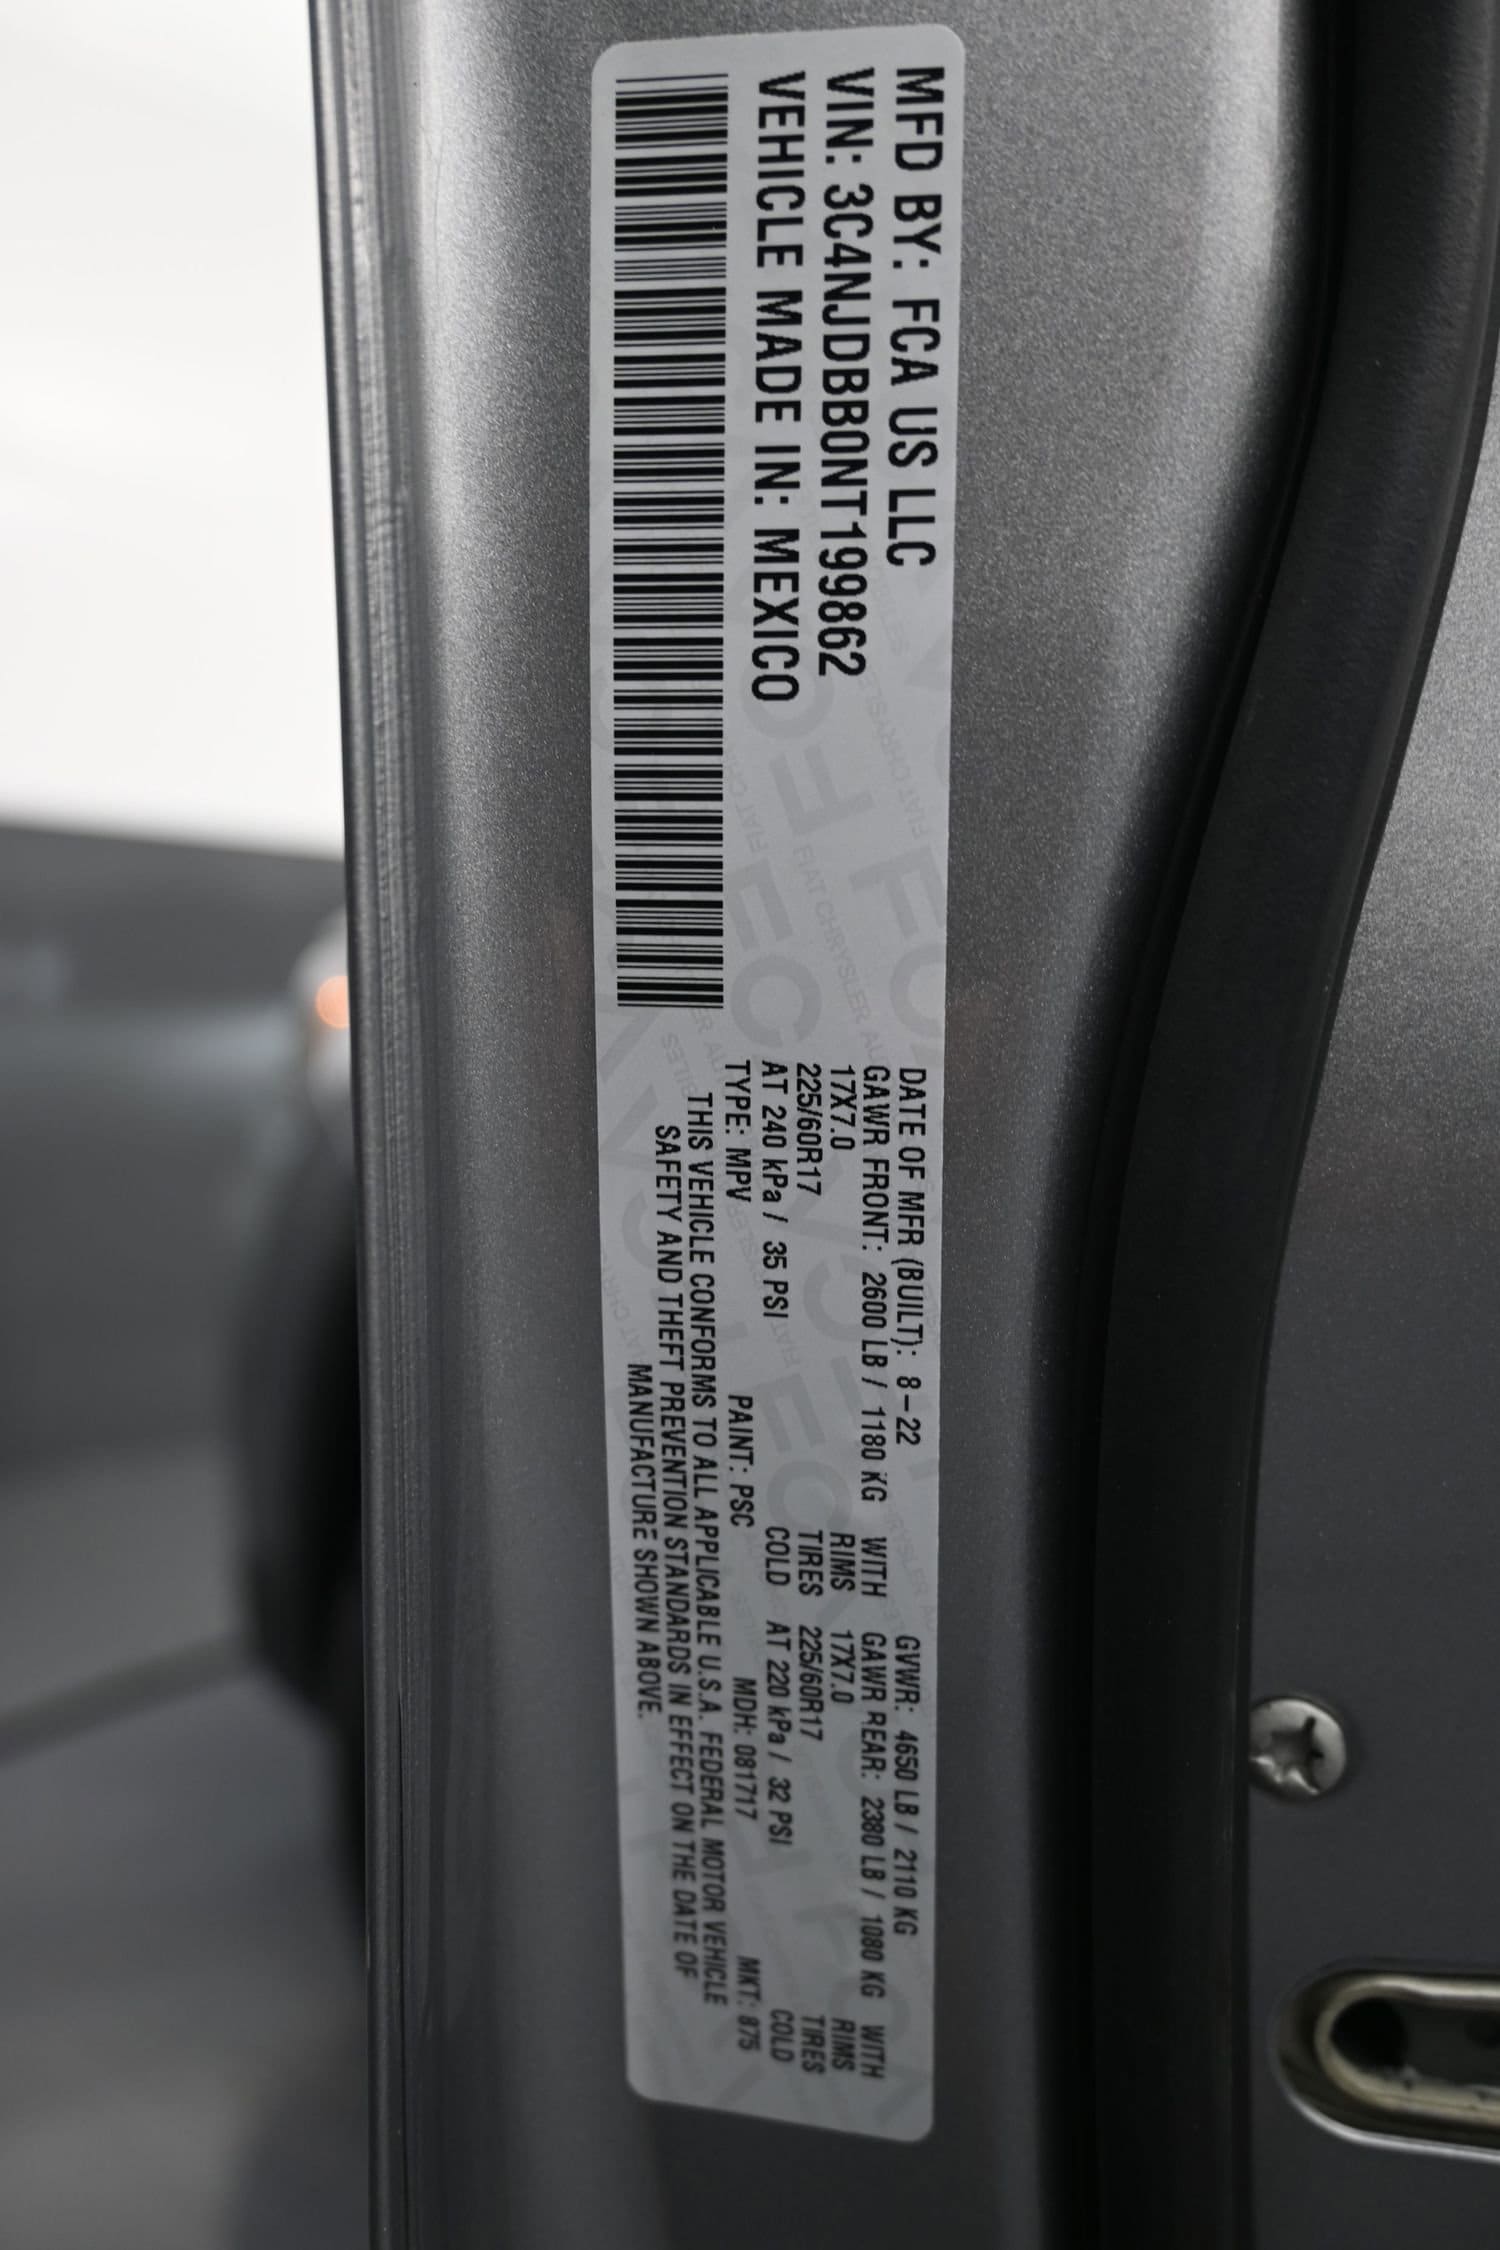 MFD BY: FCA US LLC
VIN: 3C4NJDBB0NT199862
VEHICLE MADE IN: MEXICO
DATE OF MFR (BUILT): 8-22 GVWR: 4650 LB / 2110 KG
GAWR FRONT: 2600 LB / 1180 KG WITH GAWR REAR: 2380 LB / 1080 KG WITH
17X7.0 RIMS 17X7.0 RIMS
225/60R17 TIRES 225/60R17 TIRES
AT 240 kPa / 35 PSI COLD AT 220 kPa / 32 PSI COLD
TYPE: MPV PAINT: PSC MDH: 081717 MKT: 875
THIS VEHICLE CONFORMS TO ALL APPLICABLE U.S.A. FEDERAL MOTOR VEHICLE
SAFETY AND THEFT PREVENTION STANDARDS IN EFFECT ON THE DATE OF
MANUFACTURE SHOWN ABOVE.